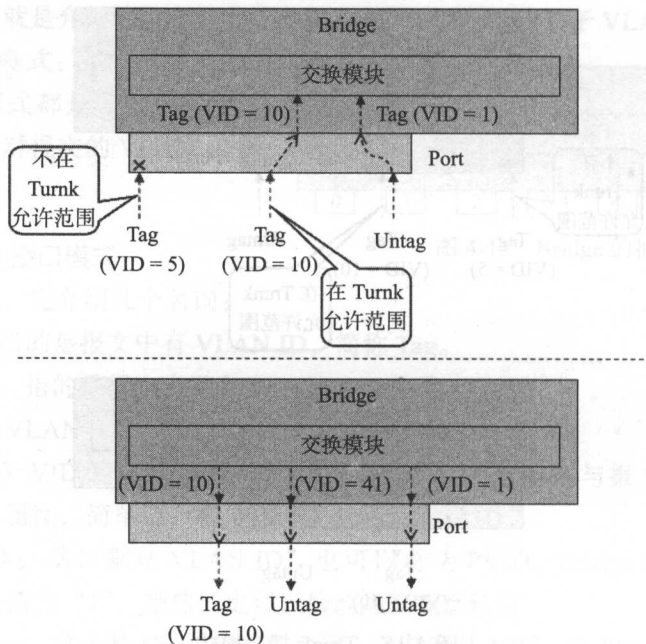 Bridge
交换模块
Tag (VID = 10)
Tag (VID = 1)
Port
不在
Turnk
允许范围
Tag
(VID = 5)
Tag
(VID = 10)
Untag
在 Turnk
允许范围
Bridge
交换模块
(VID = 10)
(VID = 41)
(VID = 1)
Port
Tag
(VID = 10)
Untag
Untag